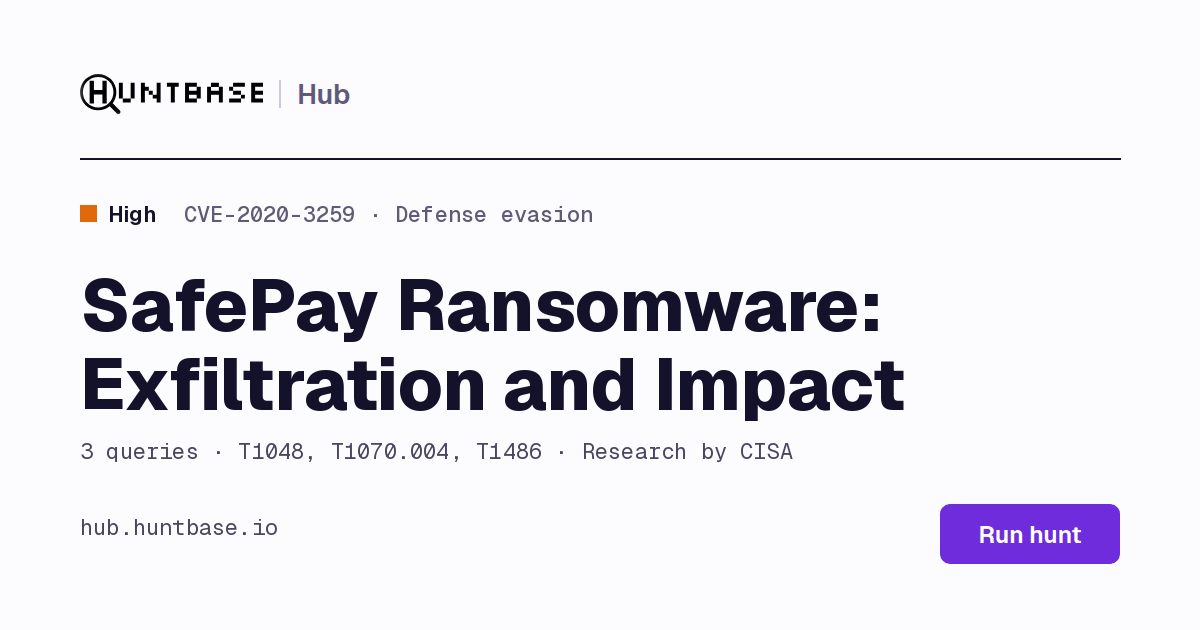 HUNTBASE | Hub
High CVE-2020-3259 · Defense evasion
SafePay Ransomware:
Exfiltration and Impact
3 queries · T1048, T1070.004, T1486 · Research by CISA
hub.huntbase.io
Run hunt